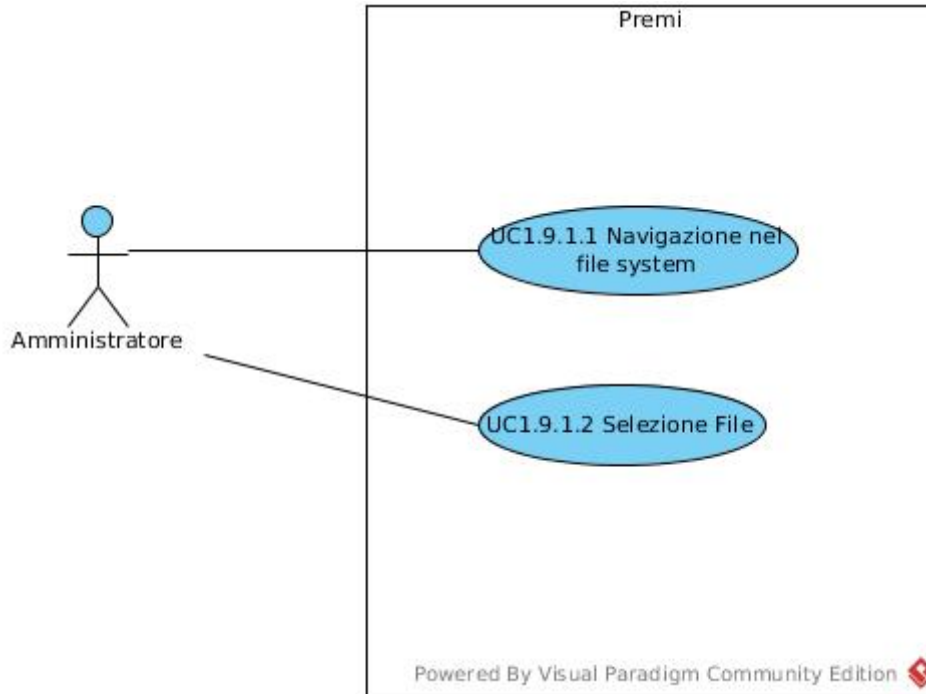 Premi
UC1.9.1.1 Navigazione nel
file system
Amministratore
UC1.9.1.2 Selezione File
Powered By Visual Paradigm Community Edition